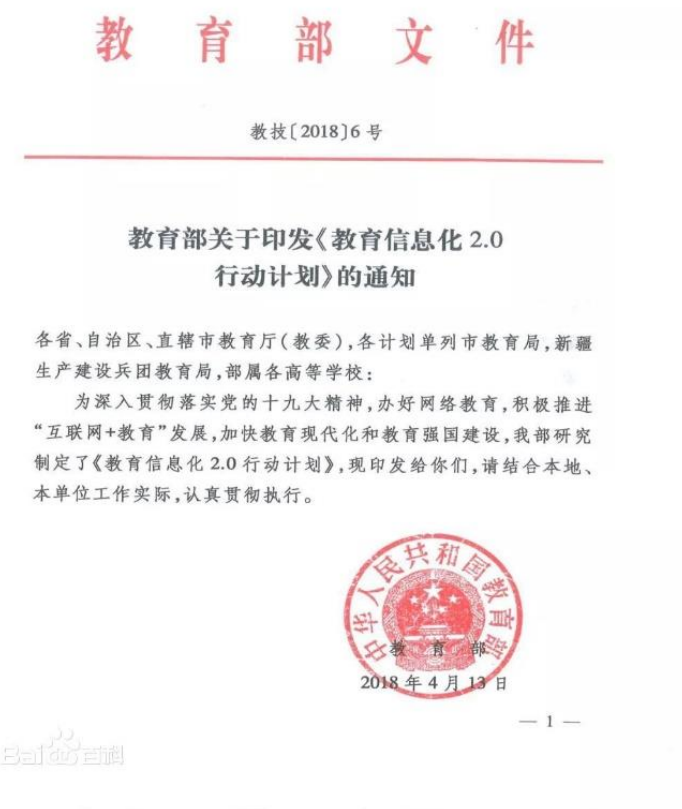 教育部文件
教技〔2018〕6号
教育部关于印发《教育信息化2.0
行动计划》的通知
各省、自治区、直辖市教育厅(教委),各计划单列市教育局,新疆
生产建设兵团教育局,部属各高等学校:
为深入贯彻落实党的十九大精神,办好网络教育,积极推进
“互联网+教育”发展,加快教育现代化和教育强国建设,我部研究
制定了《教育信息化2.0行动计划》,现印发给你们,请结合本地、
本单位工作实际,认真贯彻执行。
中华人民共和国教育部
教育部
2018年4月13日
— 1 —
Bai百科